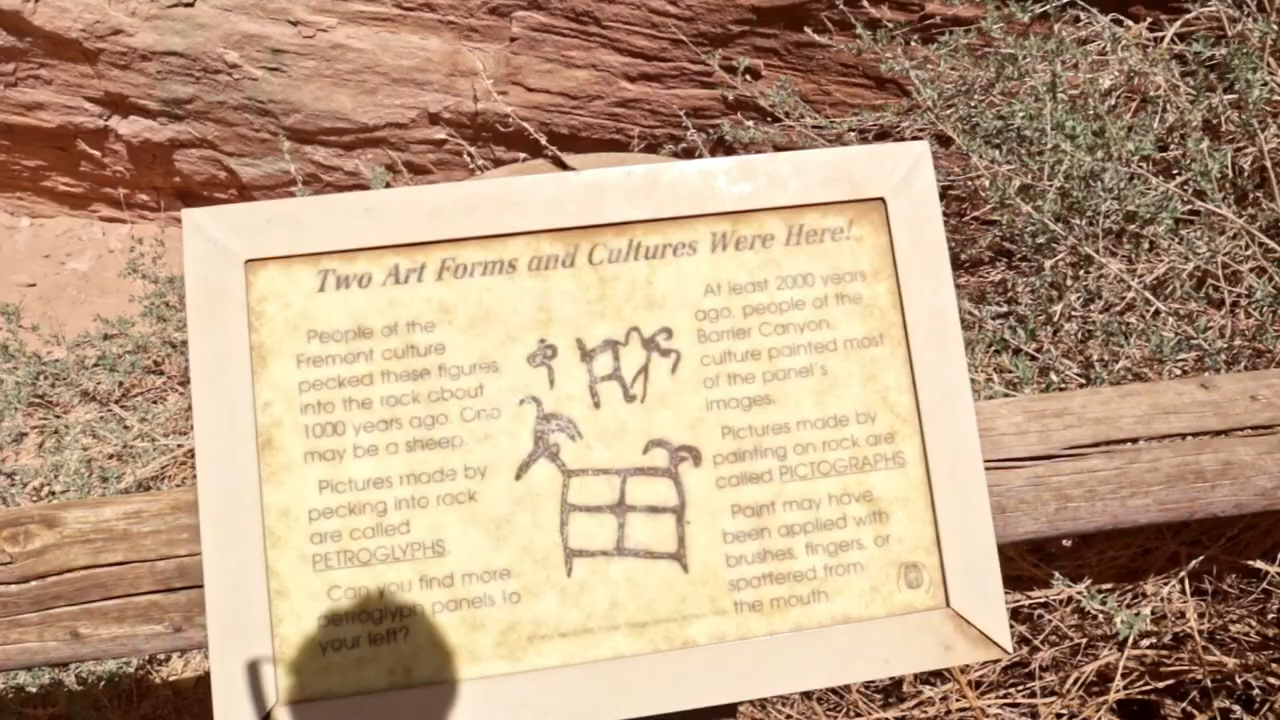 Two Art Forms and Cultures Were Here!
People of the
Fremont culture
pecked these figures
into the rock about
1000 years ago. One
may be a sheep.
Pictures made by
pecking into rock
are called
PETROGLYPHS.
Can you find more
petroglyph panels to
your left?
At least 2000 years
ago, people of the
Barrier Canyon
culture painted most
of the panel's
images.
Pictures made by
painting on rock are
called PICTOGRAPHS.
Paint may have
been applied with
brushes, fingers, or
spattered from
the mouth.